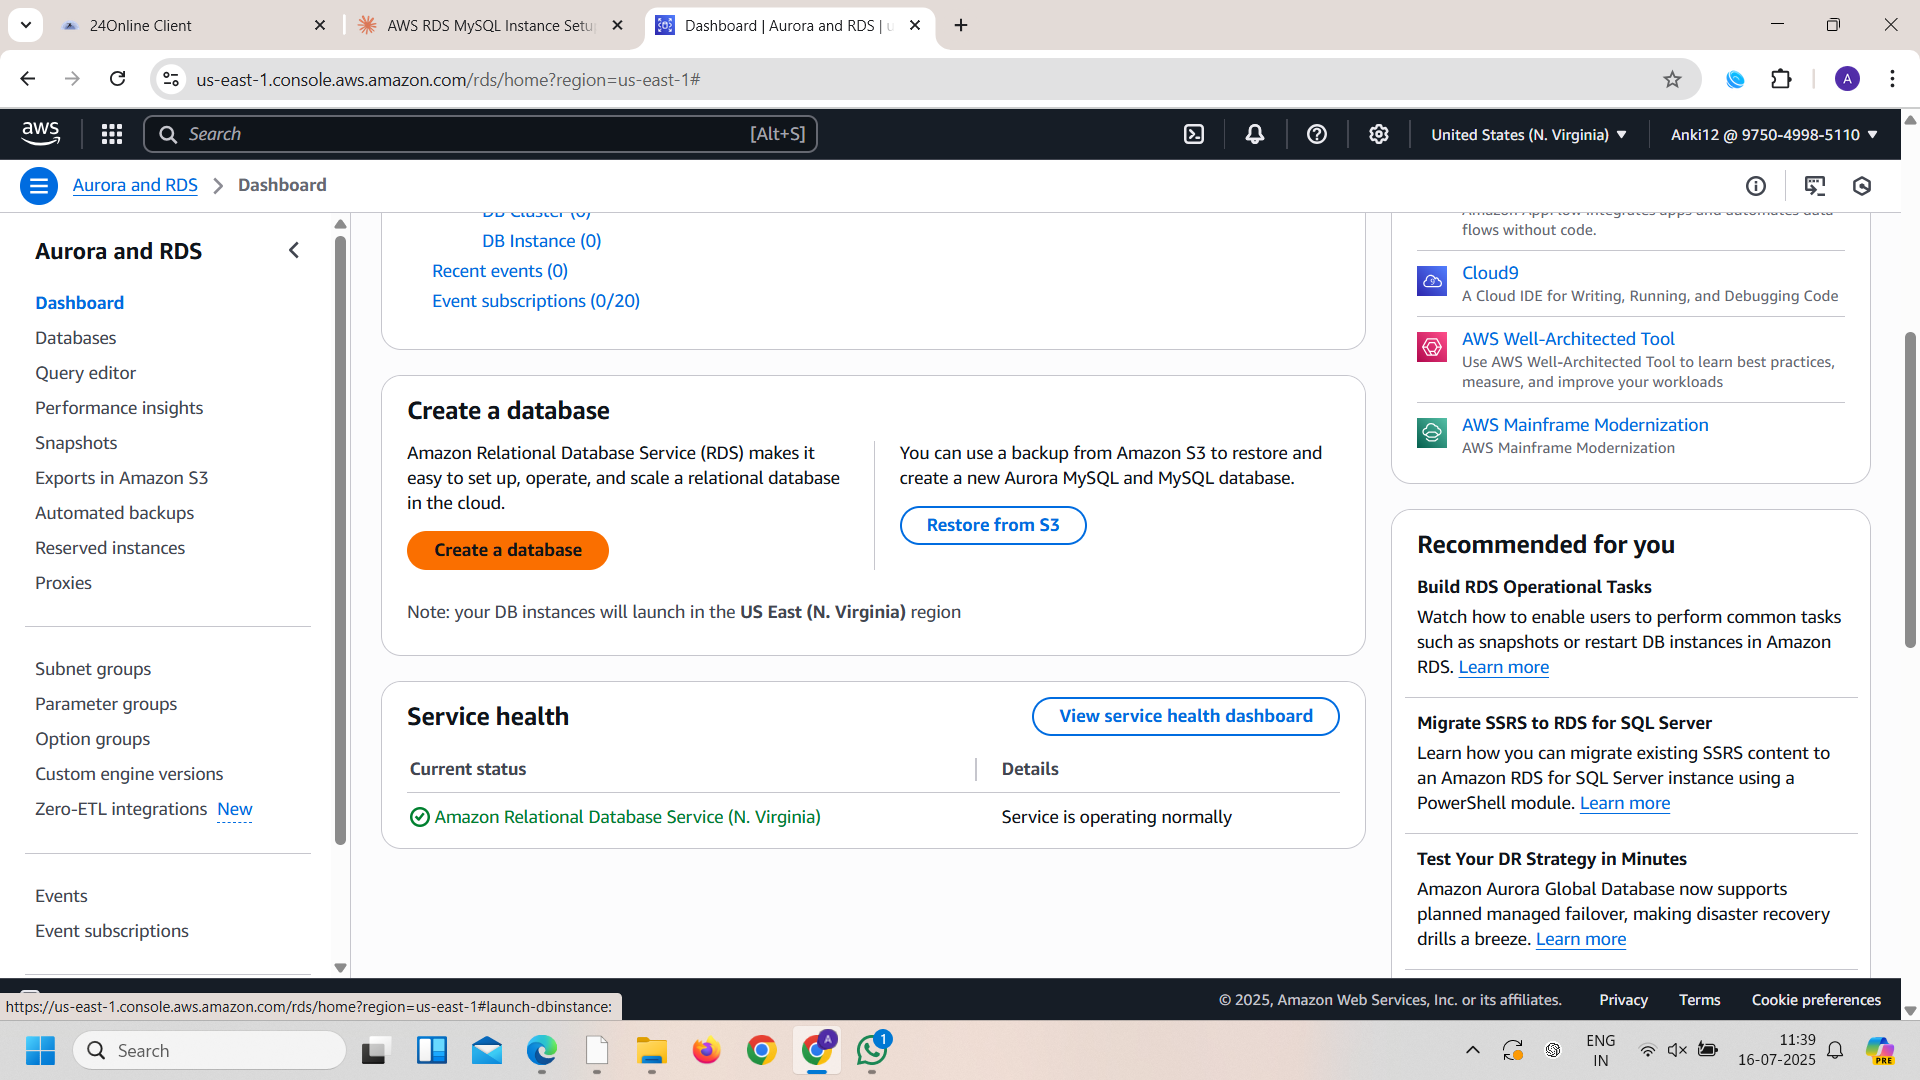 24Online Client
AWS RDS MySQL Instance Setu
Dashboard | Aurora and RDS | u
us-east-1.console.aws.amazon.com/rds/home?region=us-east-1#
aws
Search
[Alt+S]
United States (N. Virginia)
Anki12 @ 9750-4998-5110
Aurora and RDS
Dashboard
Aurora and RDS
Dashboard
Databases
Query editor
Performance insights
Snapshots
Exports in Amazon S3
Automated backups
Reserved instances
Proxies
Subnet groups
Parameter groups
Option groups
Custom engine versions
Zero-ETL integrations New
Events
Event subscriptions
DB Cluster (0)
DB Instance (0)
Recent events (0)
Event subscriptions (0/20)
Create a database
Amazon Relational Database Service (RDS) makes it
easy to set up, operate, and scale a relational database
in the cloud.
Create a database
You can use a backup from Amazon S3 to restore and
create a new Aurora MySQL and MySQL database.
Restore from S3
Note: your DB instances will launch in the US East (N. Virginia) region
Service health
View service health dashboard
Current status
Details
Amazon Relational Database Service (N. Virginia)
Service is operating normally
Amazon AppFlow integrates apps and automates data
flows without code.
Cloud9
A Cloud IDE for Writing, Running, and Debugging Code
AWS Well-Architected Tool
Use AWS Well-Architected Tool to learn best practices,
measure, and improve your workloads
AWS Mainframe Modernization
AWS Mainframe Modernization
Recommended for you
Build RDS Operational Tasks
Watch how to enable users to perform common tasks
such as snapshots or restart DB instances in Amazon
RDS. Learn more
Migrate SSRS to RDS for SQL Server
Learn how you can migrate existing SSRS content to
an Amazon RDS for SQL Server instance using a
PowerShell module. Learn more
Test Your DR Strategy in Minutes
Amazon Aurora Global Database now supports
planned managed failover, making disaster recovery
drills a breeze. Learn more
https://us-east-1.console.aws.amazon.com/rds/home?region=us-east-1#launch-dbinstance:
© 2025, Amazon Web Services, Inc. or its affiliates.
Privacy
Terms
Cookie preferences
Search
A
A
1
ENG
IN
11:39
16-07-2025
PRE